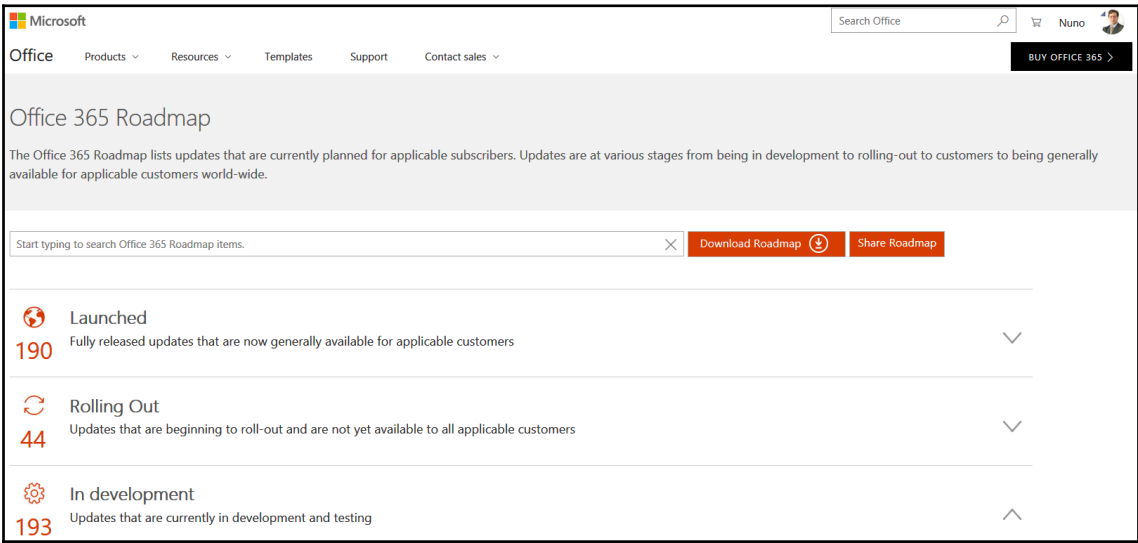 Microsoft
Search Office
Nuno
Office
Products
Resources
Templates
Support
Contact sales
BUY OFFICE 365
Office 365 Roadmap
The Office 365 Roadmap lists updates that are currently planned for applicable subscribers. Updates are at various stages from being in development to rolling-out to customers to being generally
available for applicable customers world-wide.
Start typing to search Office 365 Roadmap items.
Download Roadmap
Share Roadmap
Launched
190
Fully released updates that are now generally available for applicable customers
Rolling Out
44
Updates that are beginning to roll-out and are not yet available to all applicable customers
In development
193
Updates that are currently in development and testing